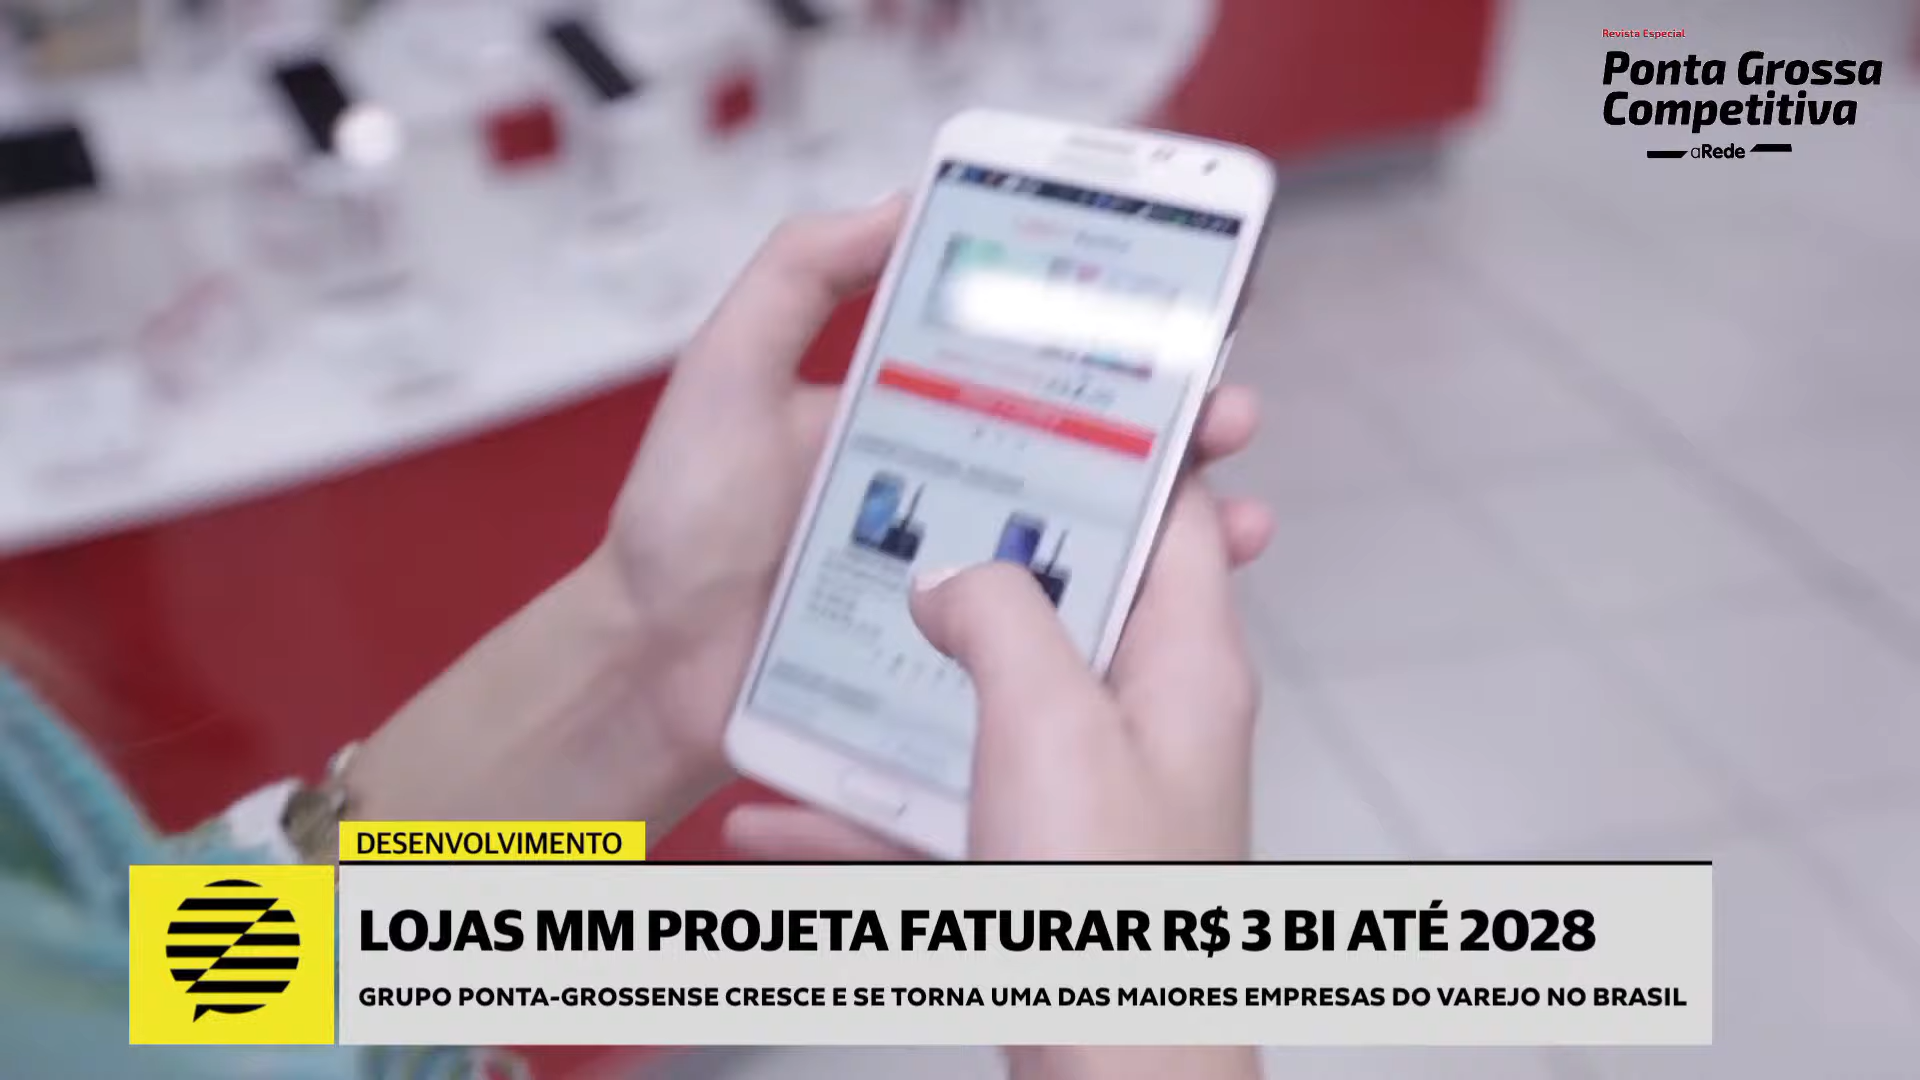 Revista Especial
Ponta Grossa
Competitiva
aRede
DESENVOLVIMENTO
LOJAS MM PROJETA FATURAR R$ 3 BI ATÉ 2028
GRUPO PONTA-GROSSENSE CRESCE E SE TORNA UMA DAS MAIORES EMPRESAS DO VAREJO NO BRASIL